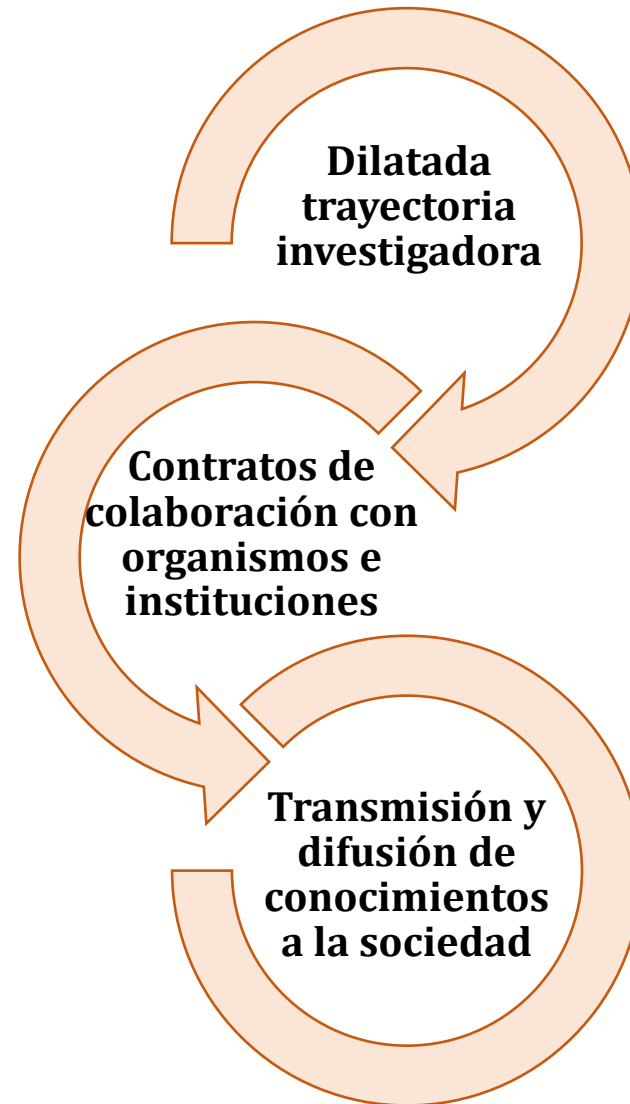 Dilatada
trayectoria
investigadora
Contratos de
colaboración con
organismos e
instituciones
Transmisión y
difusión de
conocimientos
a la sociedad